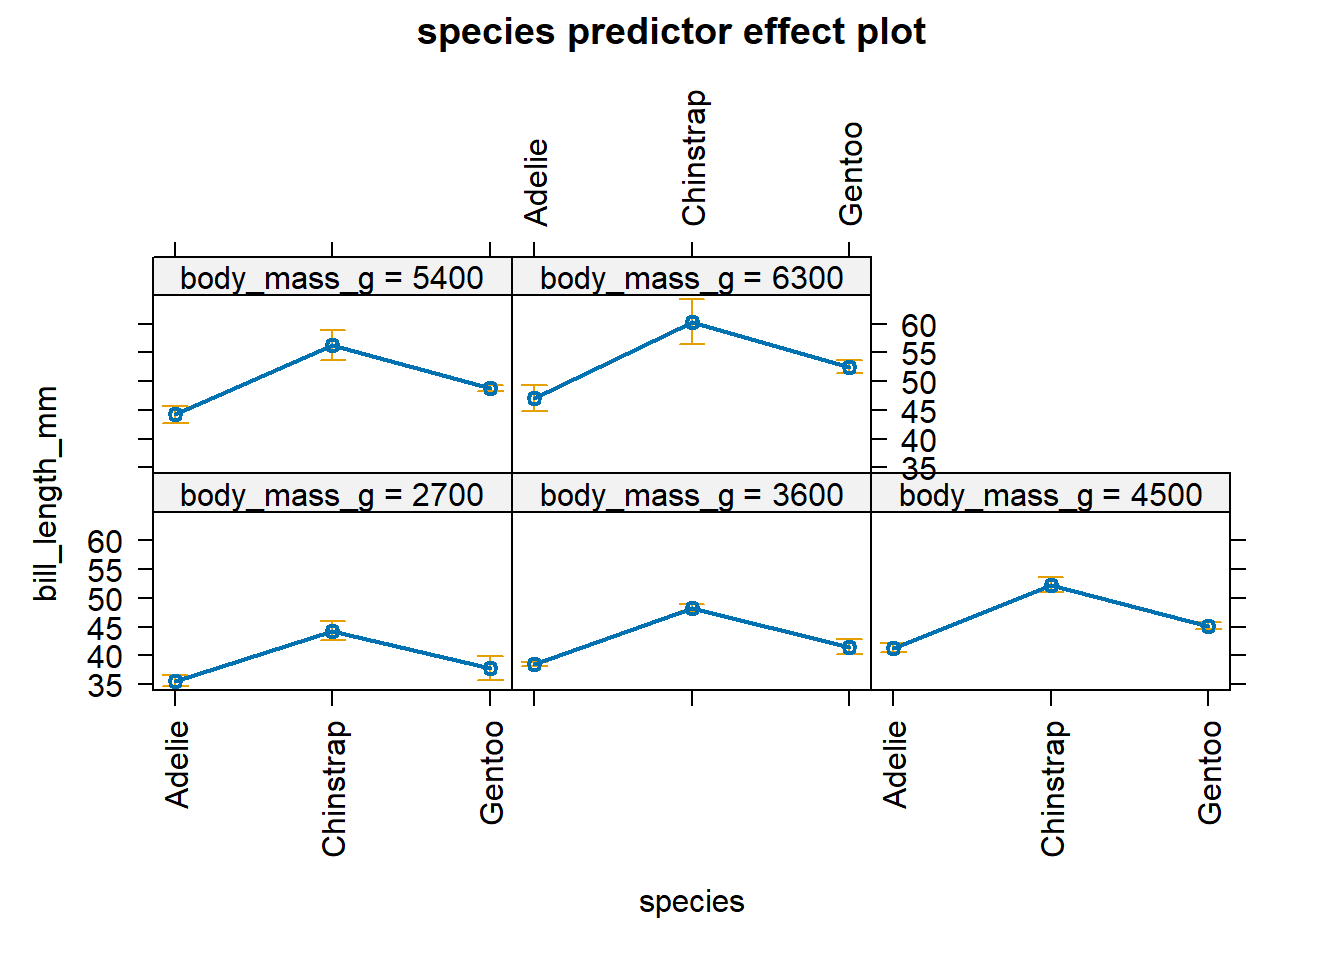 species predictor effect plot
Adelie
Chinstrap
Gentoo
body_mass_g = 5400
body_mass_g = 6300
60
55
50
45
40
35
bill_length_mm
body_mass_g = 2700
body_mass_g = 3600
body_mass_g = 4500
60
55
50
45
40
35
Adelie
Chinstrap
Gentoo
Adelie
Chinstrap
Gentoo
species